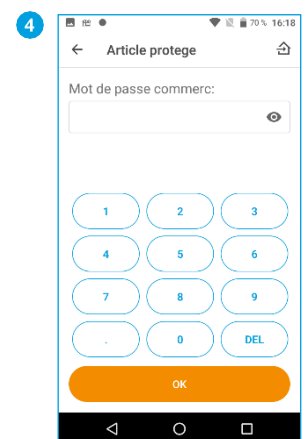 4
70 % 16:18
Article protege
Mot de passe commerc:
1 2 3
4 5 6
7 8 9
. 0 DEL
OK